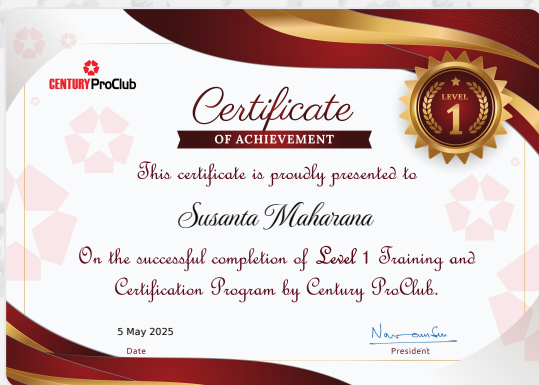 CENTURY ProClub
Certificate
OF ACHIEVEMENT
LEVEL
1
This certificate is proudly presented to
Susanta Maharana
On the successful completion of Level 1 Training and
Certification Program by Century ProClub.
5 May 2025
Date
President